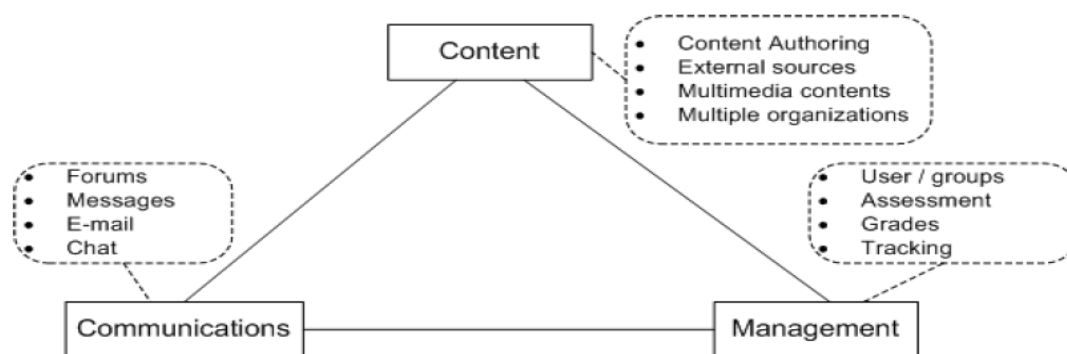 Content
• Content Authoring
• External sources
• Multimedia contents
• Multiple organizations
• Forums
• Messages
• E-mail
• Chat
• User / groups
• Assessment
• Grades
• Tracking
Communications
Management